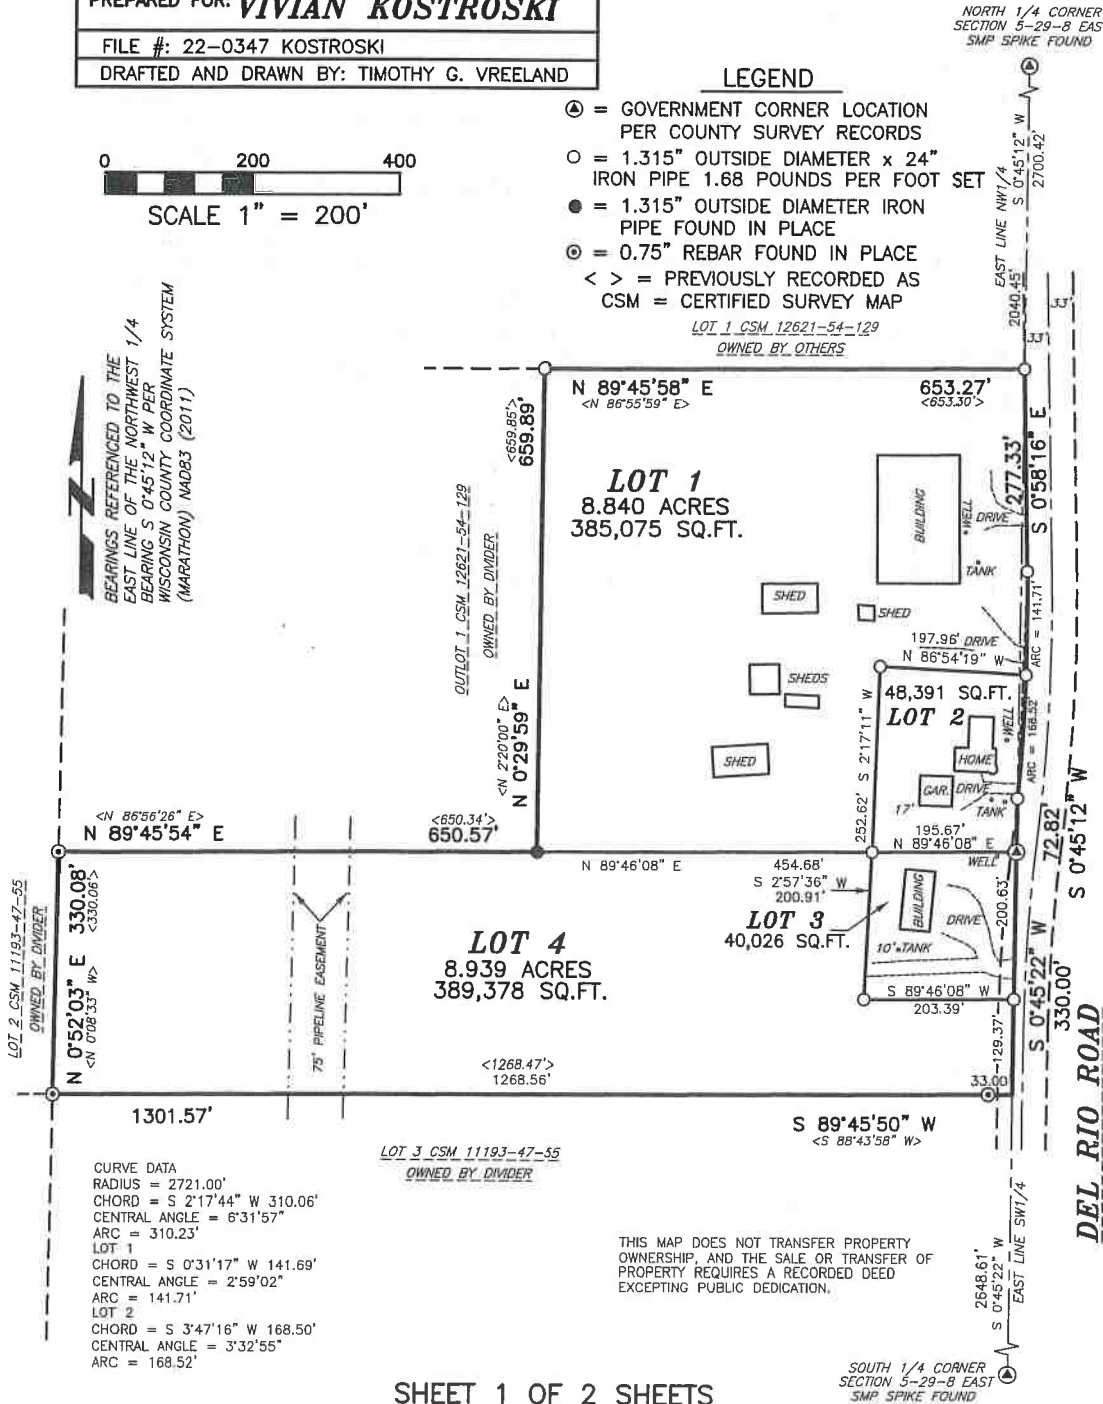 PREPARED FOR: VIVIAN KOSTROSKI
FILE #: 22-0347 KOSTROSKI
DRAFTED AND DRAWN BY: TIMOTHY G. VREELAND
NORTH 1/4 CORNER
SECTION 5-29-8 EAS
SMP SPIKE FOUND
LEGEND
= GOVERNMENT CORNER LOCATION
PER COUNTY SURVEY RECORDS
= 1.315" OUTSIDE DIAMETER x 24"
IRON PIPE 1.68 POUNDS PER FOOT SET
= 1.315" OUTSIDE DIAMETER IRON
PIPE FOUND IN PLACE
= 0.75" REBAR FOUND IN PLACE
< > = PREVIOUSLY RECORDED AS
CSM = CERTIFIED SURVEY MAP
0 200 400
SCALE 1" = 200'
EAST LINE NW1/4
S 0°45'12" W
2700.42'
2040.45'
33'
33'
LOT 1 CSM 12621-54-129
OWNED BY OTHERS
BEARINGS REFERENCED TO THE
EAST LINE OF THE NORTHWEST 1/4
BEARING S 0°45'12" W PER
WISCONSIN COUNTY COORDINATE SYSTEM
(MARATHON) NAD83 (2011)
N
N 89°45'58" E
<N 86°55'59" E>
653.27'
<653.30'>
<659.85'>
659.89'
277.33'
S 0°58'16" E
LOT 1
8.840 ACRES
385,075 SQ.FT.
BUILDING
WELL
DRIVE
TANK
OUTLOT 1 CSM 12621-54-129
OWNED BY DIVIDER
SHED
SHED
ARC = 141.71'
197.96' DRIVE
N 86°54'19" W
SHEDS
48,391 SQ.FT.
LOT 2
WELL
HOME
ARC = 168.52'
252.62' S 2°17'11" W
<N 2°20'00" E>
N 0°29'59" E
SHED
GAR.
DRIVE
17'
TANK
<N 86°56'26" E>
N 89°45'54" E
<650.34'>
650.57'
195.67'
N 89°46'08" E
WELL
72.82
S 0°45'12" W
N 89°46'08" E
454.68'
S 2°57'36" W
200.91'
LOT 3
40,026 SQ.FT.
BUILDING
DRIVE
10'
TANK
200.63'
LOT 2 CSM 11193-47-55
OWNED BY DIVIDER
330.08'
<330.06'>
N 0°52'03" E
<N 0°08'33" W>
75' PIPELINE EASEMENT
LOT 4
8.939 ACRES
389,378 SQ.FT.
S 89°46'08" W
203.39'
129.37'
S 0°45'22" W
330.00'
<1268.47'>
1268.56'
33.00
1301.57'
S 89°45'50" W
<S 88°43'58" W>
DEL RIO ROAD
LOT 3 CSM 11193-47-55
OWNED BY DIVIDER
CURVE DATA
RADIUS = 2721.00'
CHORD = S 2°17'44" W 310.06'
CENTRAL ANGLE = 6°31'57"
ARC = 310.23'
LOT 1
CHORD = S 0°31'17" W 141.69'
CENTRAL ANGLE = 2°59'02"
ARC = 141.71'
LOT 2
CHORD = S 3°47'16" W 168.50'
CENTRAL ANGLE = 3°32'55"
ARC = 168.52'
THIS MAP DOES NOT TRANSFER PROPERTY
OWNERSHIP, AND THE SALE OR TRANSFER OF
PROPERTY REQUIRES A RECORDED DEED
EXCEPTING PUBLIC DEDICATION.
2648.61'
S 0°45'22" W
EAST LINE SW1/4
SOUTH 1/4 CORNER
SECTION 5-29-8 EAST
SMP SPIKE FOUND
SHEET 1 OF 2 SHEETS